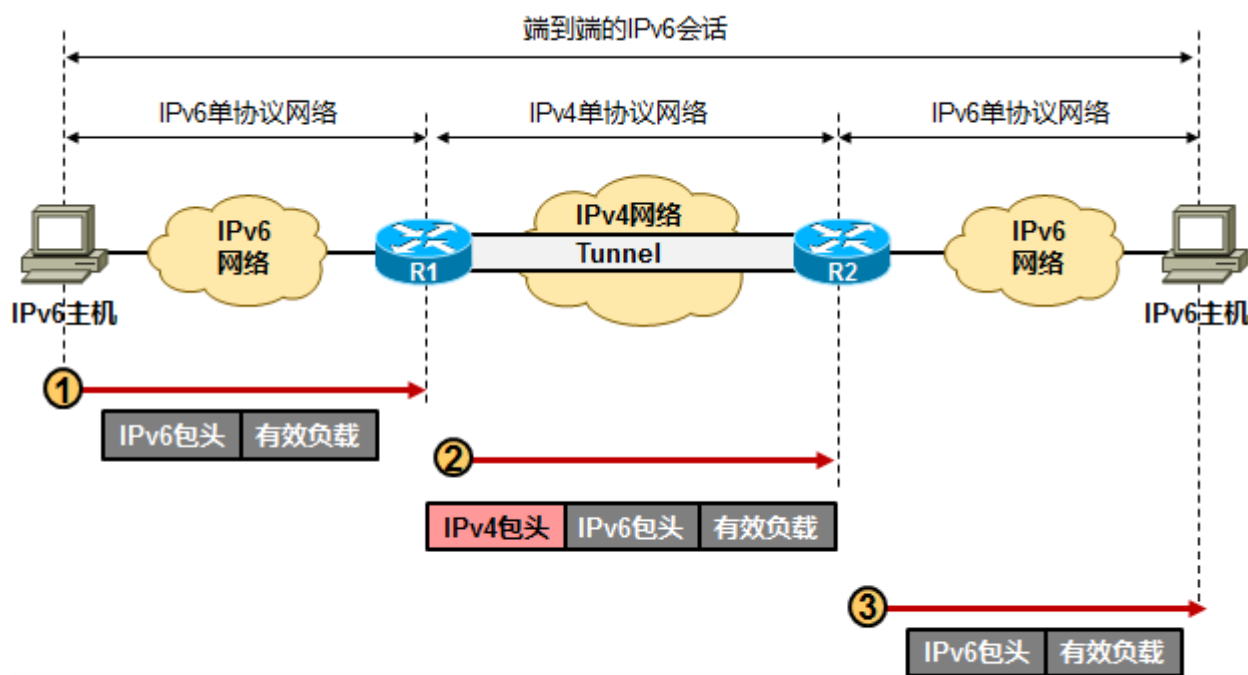 端到端的IPv6会话
IPv6单协议网络
IPv4单协议网络
IPv6单协议网络
IPv6
网络
IPv4网络
Tunnel
IPv6
网络
R1
R2
IPv6主机
IPv6主机
1
IPv6包头 有效负载
2
IPv4包头 IPv6包头 有效负载
3
IPv6包头 有效负载